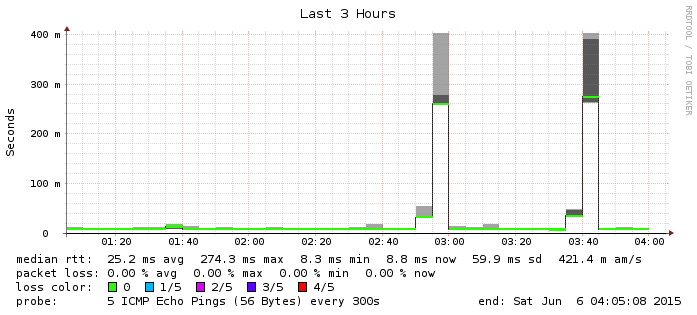 Last 3 Hours
RRDTOOL / TOBI OETIKER
Seconds
400 m
300 m
200 m
100 m
0
01:20 01:40 02:00 02:20 02:40 03:00 03:20 03:40 04:00
median rtt: 25.2 ms avg 274.3 ms max 8.3 ms min 8.8 ms now 59.9 ms sd 421.4 m am/s
packet loss: 0.00 % avg 0.00 % max 0.00 % min 0.00 % now
loss color: 0 1/5 2/5 3/5 4/5
probe: 5 ICMP Echo Pings (56 Bytes) every 300s end: Sat Jun 6 04:05:08 2015